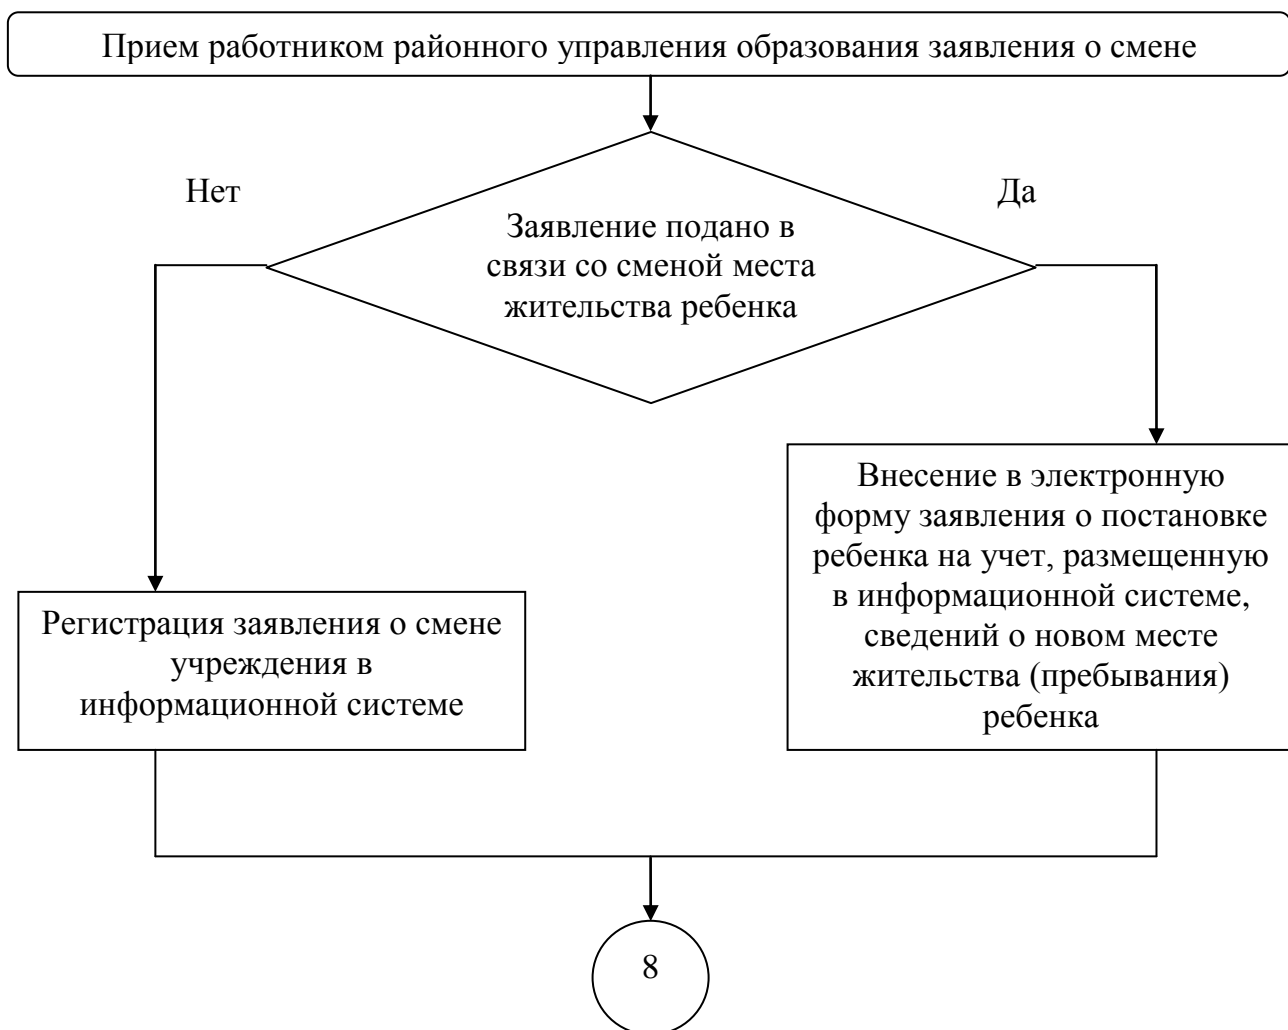 Прием работником районного управления образования заявления о смене
Нет
Да
Заявление подано в
связи со сменой места
жительства ребенка
Внесение в электронную
форму заявления о постановке
ребенка на учет, размещенную
в информационной системе,
сведений о новом месте
жительства (пребывания)
ребенка
Регистрация заявления о смене
учреждения в
информационной системе
8